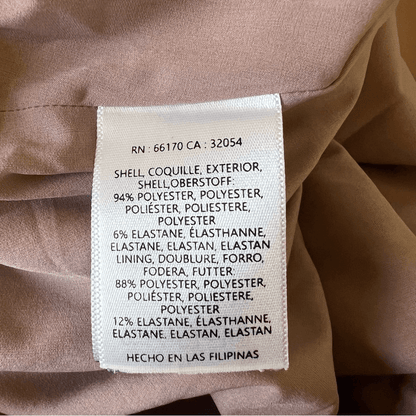 RN : 66170 CA : 32054
SHELL, COQUILLE, EXTERIOR,
SHELL,OBERSTOFF:
94% POLYESTER, POLYESTER,
POLIÉSTER, POLIESTERE,
POLYESTER
6% ELASTANE, ÉLASTHANNE,
ELASTANE, ELASTAN, ELASTAN
LINING, DOUBLURE, FORRO,
FODERA, FUTTER:
88% POLYESTER, POLYESTER,
POLIÉSTER, POLIESTERE,
POLYESTER
12% ELASTANE, ÉLASTHANNE,
ELASTANE, ELASTAN, ELASTAN
HECHO EN LAS FILIPINAS